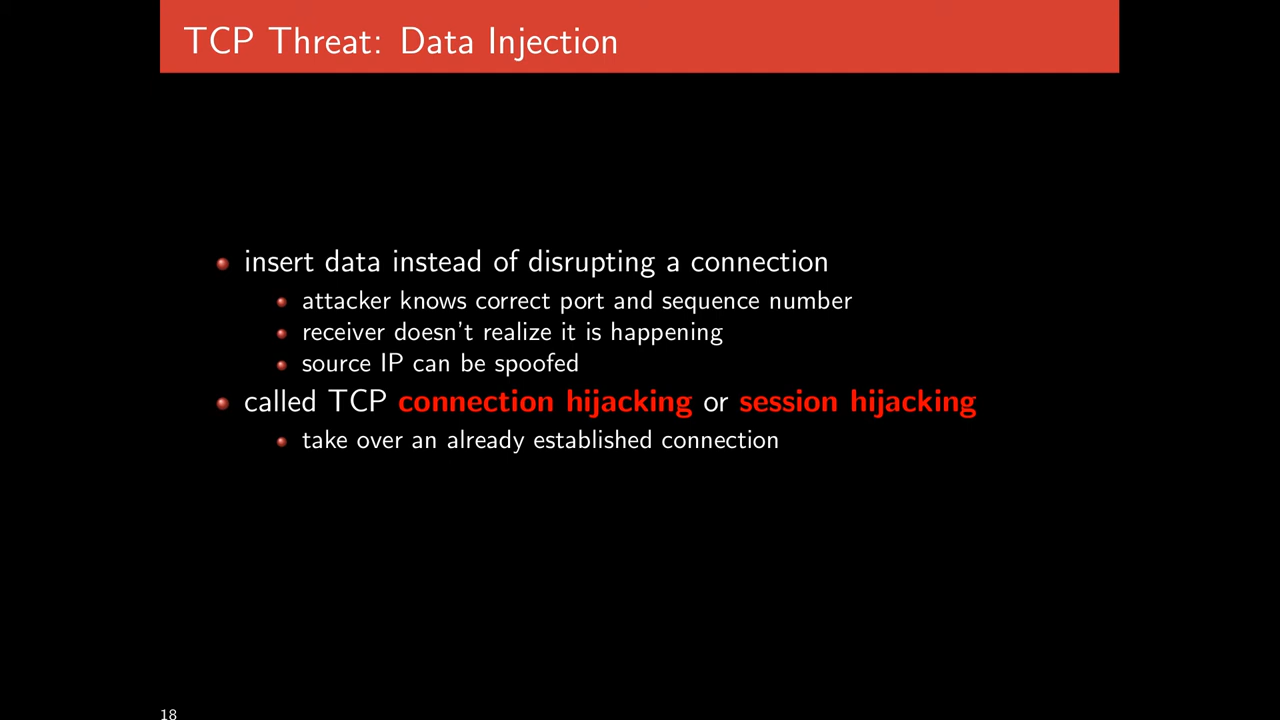 TCP Threat: Data Injection
insert data instead of disrupting a connection
attacker knows correct port and sequence number
receiver doesn't realize it is happening
source IP can be spoofed
called TCP connection hijacking or session hijacking
take over an already established connection
18